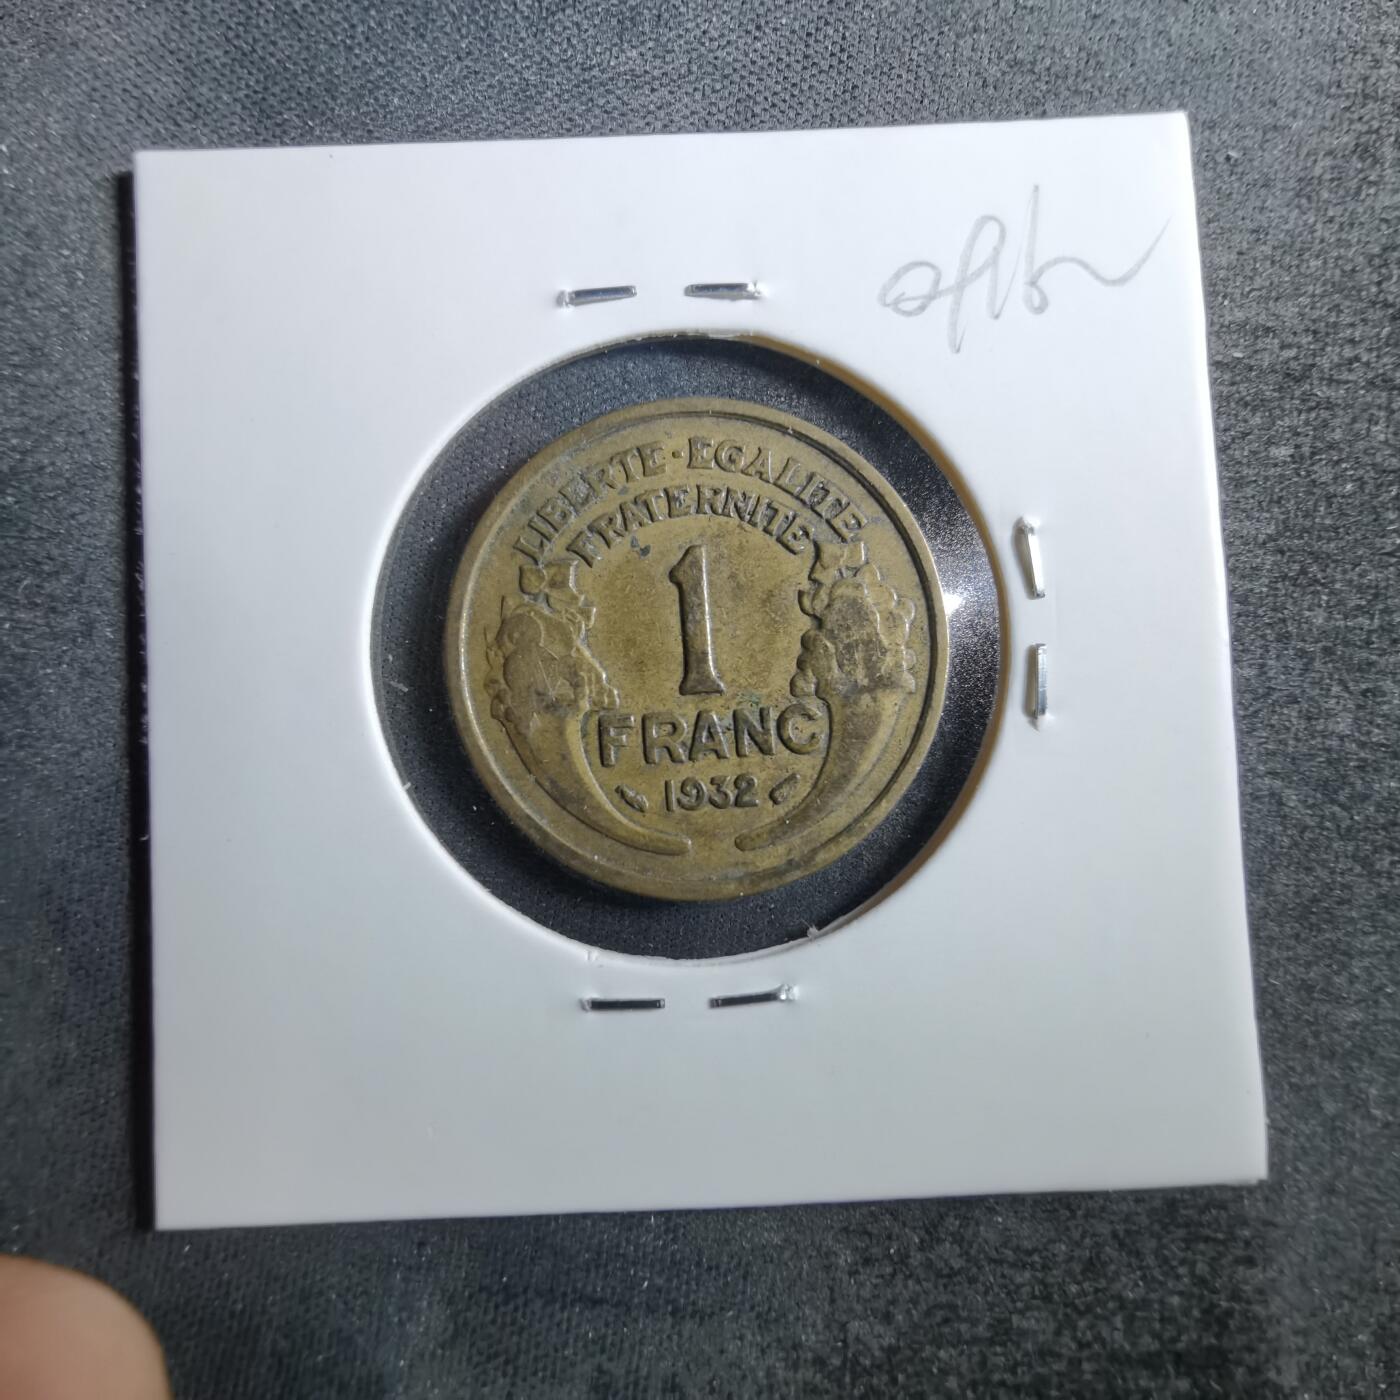 LIBERTE·EGALITE
FRATERNITE
1
FRANC
1932